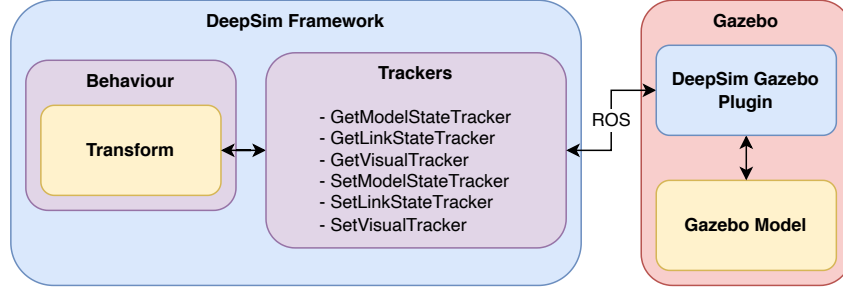 DeepSim Framework
Behaviour
Transform
Trackers
- GetModelStateTracker
- GetLinkStateTracker
- GetVisualTracker
- SetModelStateTracker
- SetLinkStateTracker
- SetVisualTracker
ROS
Gazebo
DeepSim Gazebo
Plugin
Gazebo Model